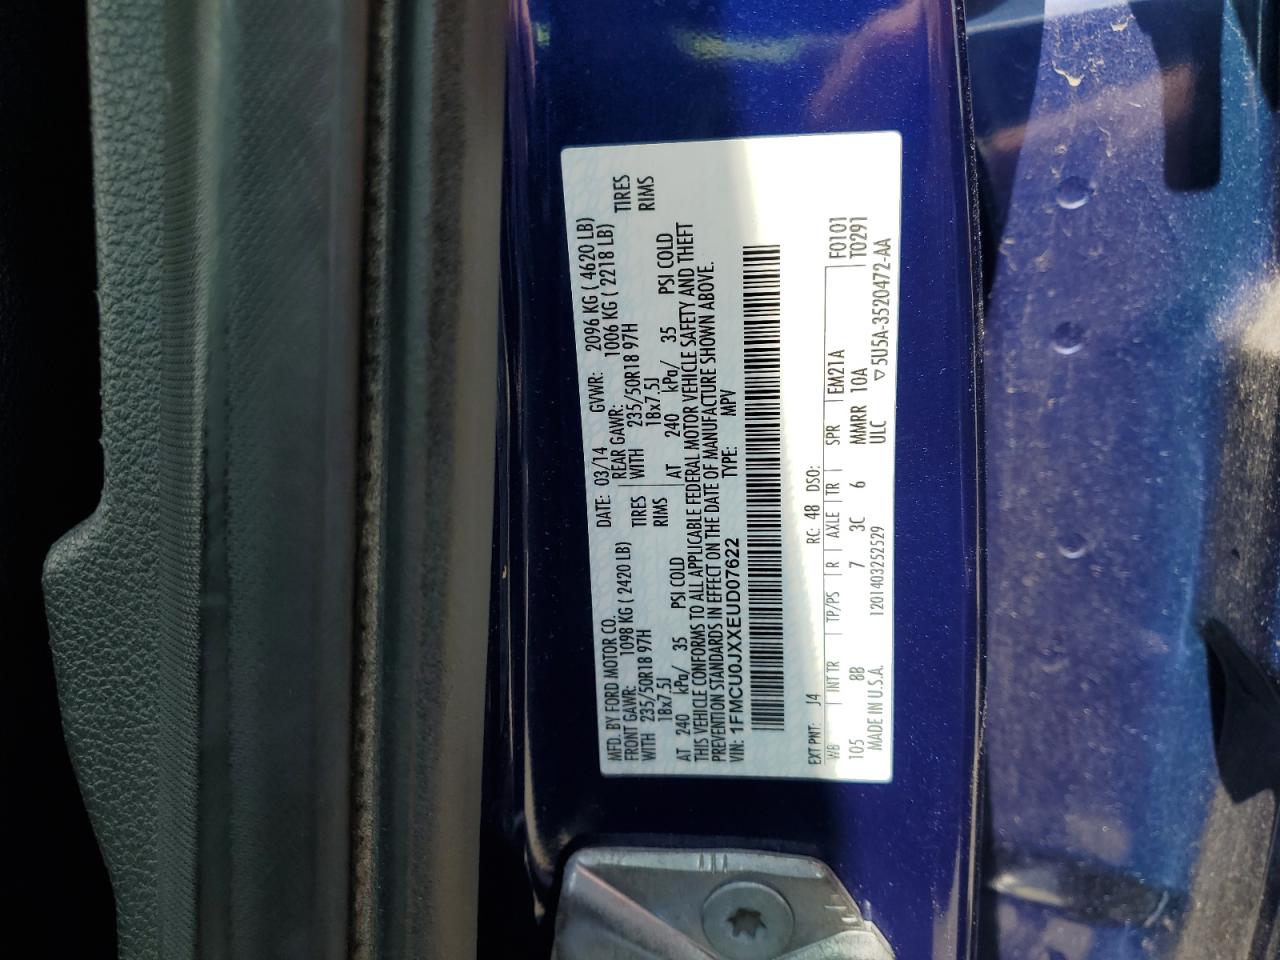 MFD. BY FORD MOTOR CO. DATE: 03/14 GVWR: 2096 KG ( 4620 LB)
FRONT GAWR: 1098 KG ( 2420 LB) REAR GAWR: 1006 KG ( 2218 LB)
WITH 235/50R18 97H TIRES WITH 235/50R18 97H TIRES
18x7.5J RIMS 18x7.5J RIMS
AT 240 kPa/ 35 PSI COLD AT 240 kPa/ 35 PSI COLD
THIS VEHICLE CONFORMS TO ALL APPLICABLE FEDERAL MOTOR VEHICLE SAFETY AND THEFT
PREVENTION STANDARDS IN EFFECT ON THE DATE OF MANUFACTURE SHOWN ABOVE.
VIN: 1FMCU0JXXEUD07622 TYPE: MPV
EXT PNT: J4 RC: 48 DSO:
WB INT TR TP/PS R AXLE TR SPR EM21A F0101
105 8B 7 3C 6 MMRR 10A T0291
MADE IN U.S.A. 1201403252529 ULC ▽5U5A-3520472-AA